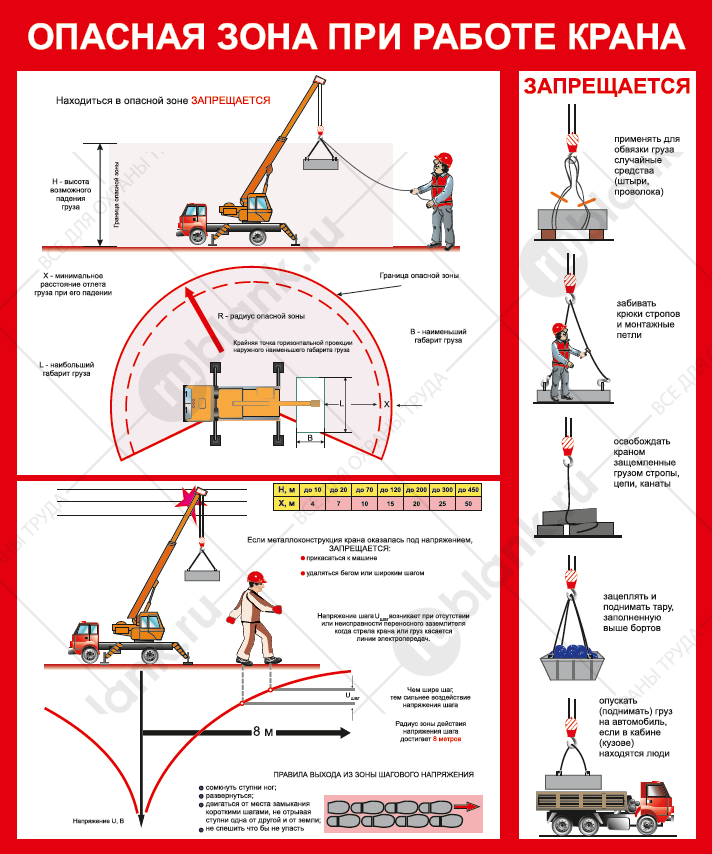 ОПАСНАЯ ЗОНА ПРИ РАБОТЕ КРАНА
Находиться в опасной зоне ЗАПРЕЩАЕТСЯ
H - высота
возможного
падения
груза
Граница опасной зоны
X - минимальное
расстояние отлета
груза при его падении
Граница опасной зоны
R - радиус опасной зоны
B - наименьший
габарит груза
Крайняя точка горизонтальной проекции
наружного наименьшего габарита груза
L - наибольший
габарит груза
L
X
B
H, м до 10 до 20 до 70 до 120 до 200 до 300 до 450
X, м 4 7 10 15 20 25 50
Если металлоконструкция крана оказалась под напряжением,
ЗАПРЕЩАЕТСЯ:
прикасаться к машине
удаляться бегом или широким шагом
Напряжение шага Uшаг возникает при отсутствии
или неисправности переносного заземлителя
когда стрела крана или груз касается
линии электропередач.
Uшаг
Чем шире шаг,
тем сильнее воздействие
напряжения шага
8 м
Радиус зоны действия
напряжения шага
достигает 8 метров
ПРАВИЛА ВЫХОДА ИЗ ЗОНЫ ШАГОВОГО НАПРЯЖЕНИЯ
сомкнуть ступни ног;
развернуться;
двигаться от места замыкания
короткими шагами, не отрывая
ступни одна от другой и от земли;
не спешить что бы не упасть
Напряжение U, В
ЗАПРЕЩАЕТСЯ
применять для
обвязки груза
случайные
средства
(штыри,
проволока)
забивать
крюки стропов
и монтажные
петли
освобождать
краном
защемленные
грузом стропы,
цепи, канаты
зацеплять и
поднимать тару,
заполненную
выше бортов
опускать
(поднимать) груз
на автомобиль,
если в кабине
(кузове)
находятся люди
blank.ru
ВСЕ ДЛЯ ОХРАНЫ ТРУДА